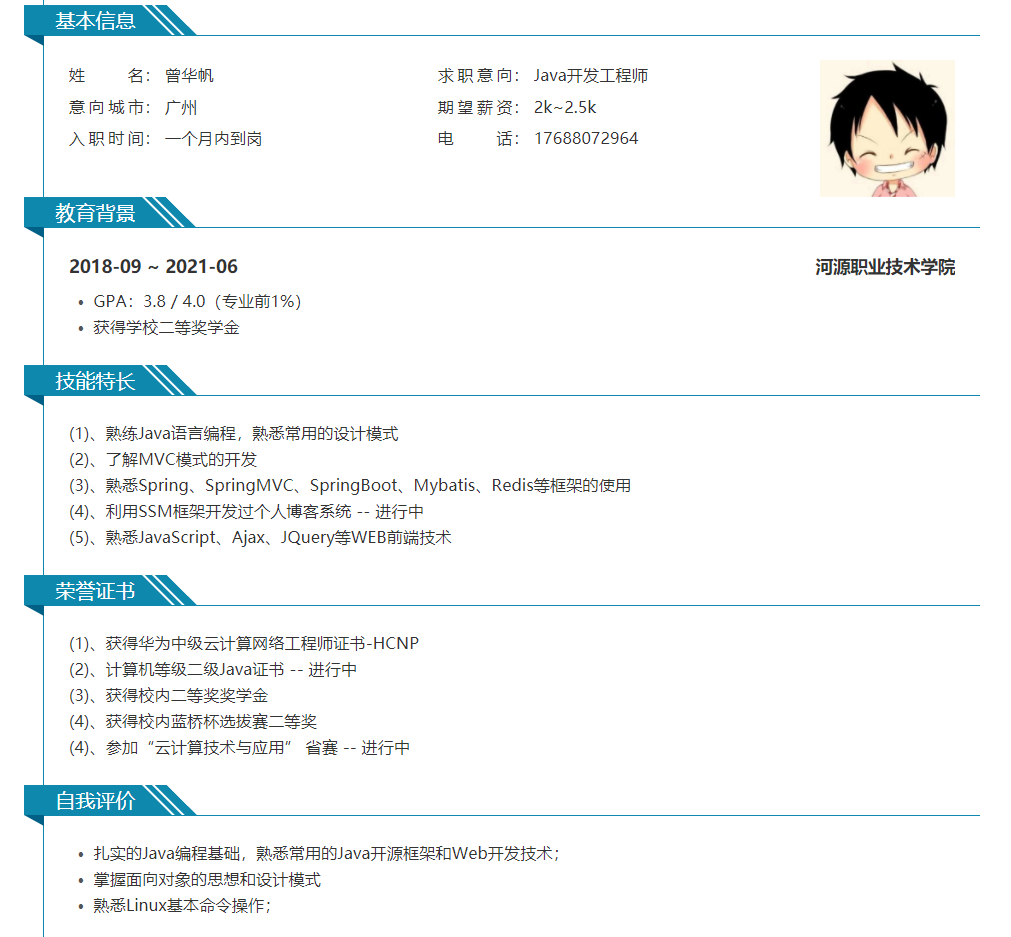 基本信息
姓 名： 曾华帆 求职意向： Java开发工程师
意向城市： 广州 期望薪资： 2k~2.5k
入职时间： 一个月内到岗 电 话： 17688072964
教育背景
2018-09 ~ 2021-06 河源职业技术学院
• GPA：3.8 / 4.0（专业前1%）
• 获得学校二等奖学金
技能特长
(1)、熟练Java语言编程，熟悉常用的设计模式
(2)、了解MVC模式的开发
(3)、熟悉Spring、SpringMVC、SpringBoot、Mybatis、Redis等框架的使用
(4)、利用SSM框架开发过个人博客系统 -- 进行中
(5)、熟悉JavaScript、Ajax、JQuery等WEB前端技术
荣誉证书
(1)、获得华为中级云计算网络工程师证书-HCNP
(2)、计算机等级二级Java证书 -- 进行中
(3)、获得校内二等奖奖学金
(4)、获得校内蓝桥杯选拔赛二等奖
(4)、参加“云计算技术与应用” 省赛 -- 进行中
自我评价
• 扎实的Java编程基础，熟悉常用的Java开源框架和Web开发技术；
• 掌握面向对象的思想和设计模式
• 熟悉Linux基本命令操作；